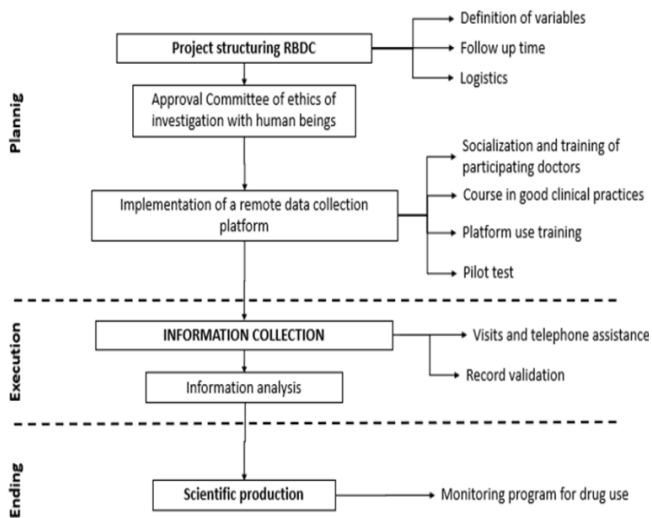 Plannig
Project structuring RBDC
Definition of variables
Follow up time
Logistics
Approval Committee of ethics of
investigation with human beings
Implementation of a remote data collection
platform
Socialization and training of
participating doctors
Course in good clinical practices
Platform use training
Pilot test
Execution
INFORMATION COLLECTION
Visits and telephone assistance
Record validation
Information analysis
Ending
Scientific production
Monitoring program for drug use